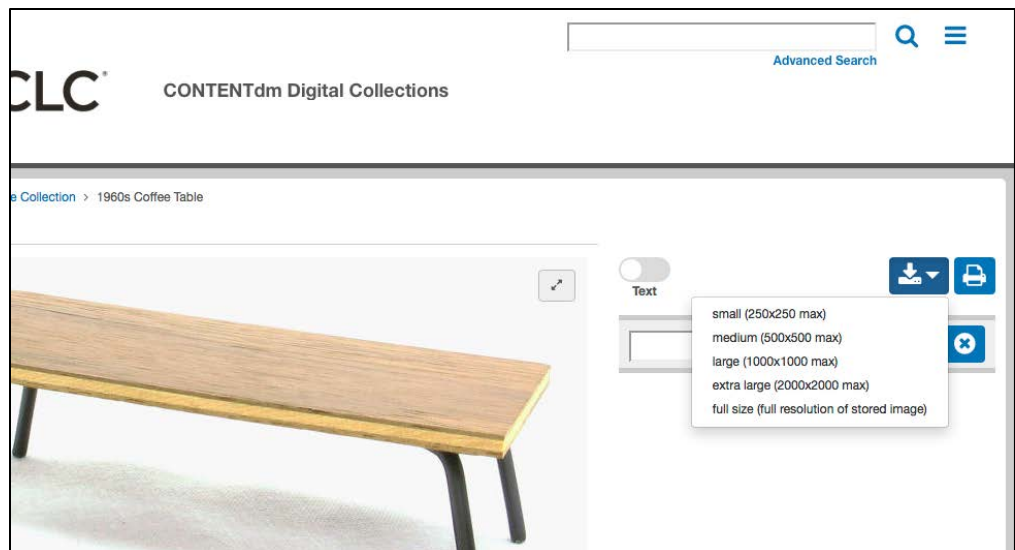 Advanced Search
CLC®
CONTENTdm Digital Collections
e Collection > 1960s Coffee Table
Text
small (250x250 max)
medium (500x500 max)
large (1000x1000 max)
extra large (2000x2000 max)
full size (full resolution of stored image)